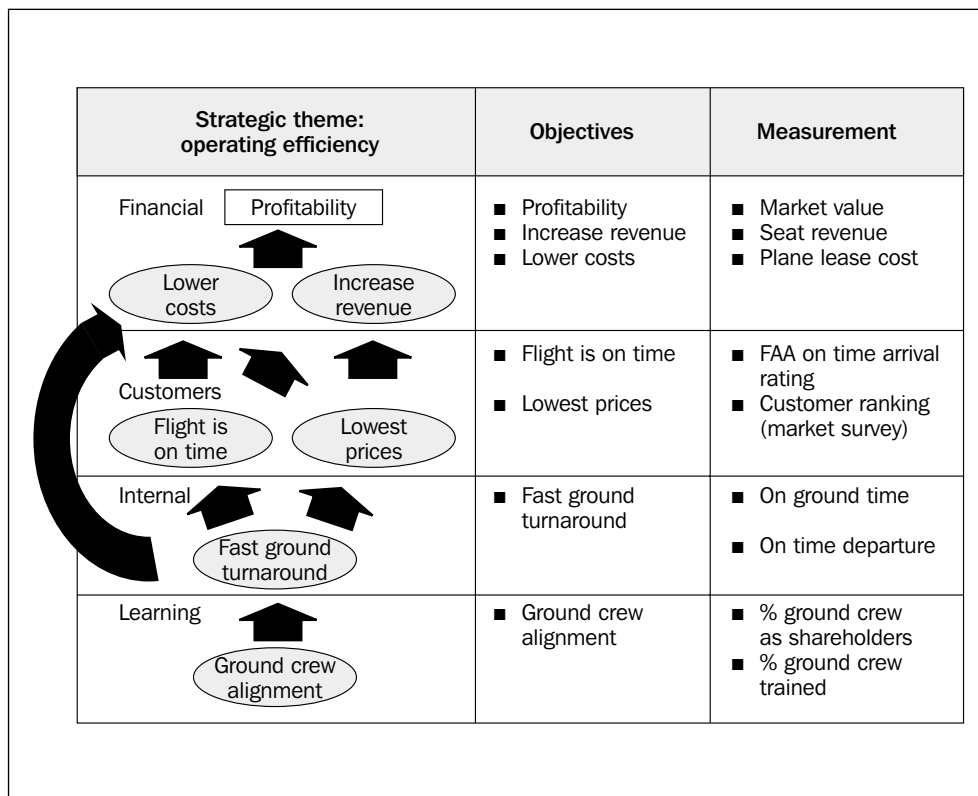 Strategic theme:
operating efficiency
Objectives
Measurement
Financial
Profitability
Lower
costs
Increase
revenue
■ Profitability
■ Increase revenue
■ Lower costs
■ Market value
■ Seat revenue
■ Plane lease cost
Customers
Flight is
on time
Lowest
prices
■ Flight is on time
■ Lowest prices
■ FAA on time arrival
rating
■ Customer ranking
(market survey)
Internal
Fast ground
turnaround
■ Fast ground
turnaround
■ On ground time
■ On time departure
Learning
Ground crew
alignment
■ Ground crew
alignment
■ % ground crew
as shareholders
■ % ground crew
trained